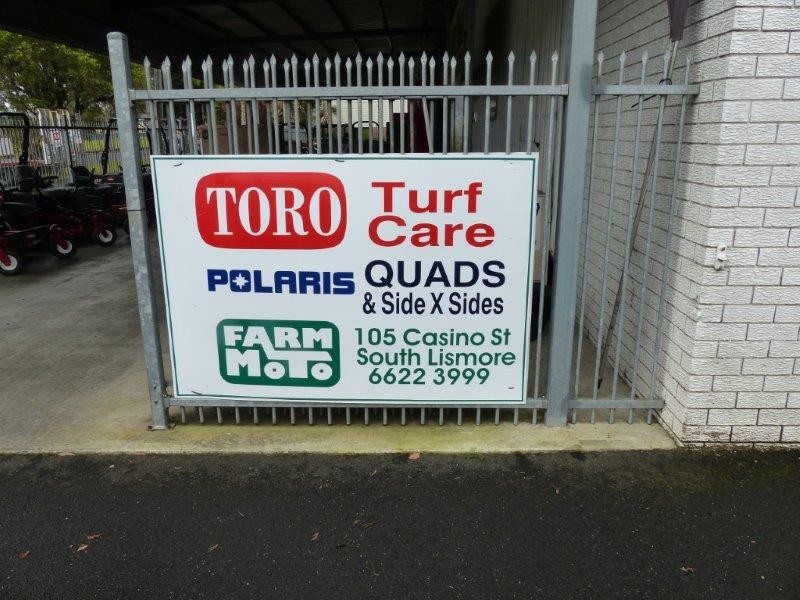 TORO Turf Care
POLARIS QUADS
& Side X Sides
FARM MOTO
105 Casino St
South Lismore
6622 3999